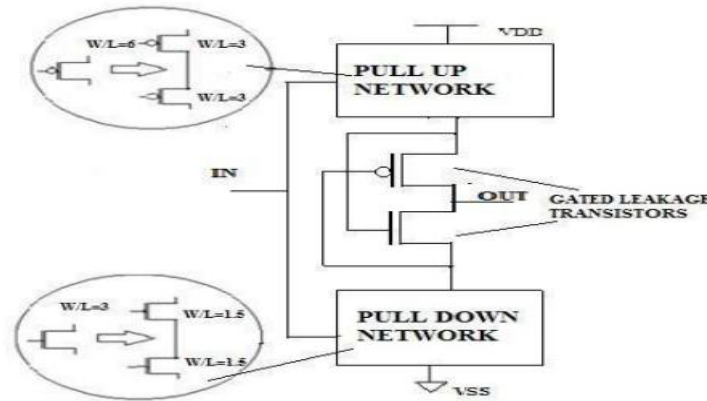 W/L=6
W/L=3
W/L=3
VDD
PULL UP
NETWORK
IN
OUT
GATED LEAKAGE
TRANSISTORS
W/L=3
W/L=1.5
W/L=1.5
PULL DOWN
NETWORK
VSS